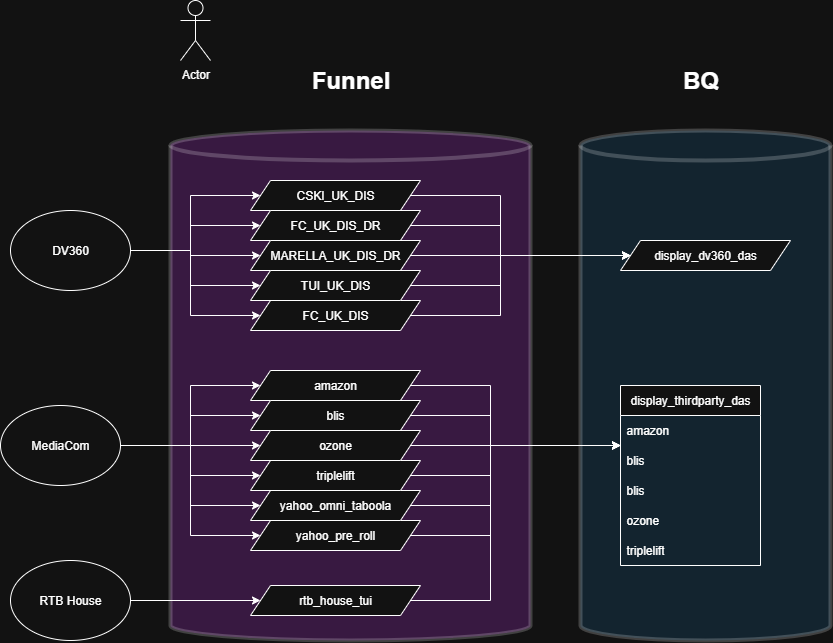 Actor
Funnel
BQ
CSKI_UK_DIS
FC_UK_DIS_DR
DV360
MARELLA_UK_DIS_DR
display_dv360_das
TUI_UK_DIS
FC_UK_DIS
amazon
display_thirdparty_das
blis
amazon
MediaCom
ozone
blis
triplelift
blis
yahoo_omni_taboola
ozone
yahoo_pre_roll
triplelift
RTB House
rtb_house_tui